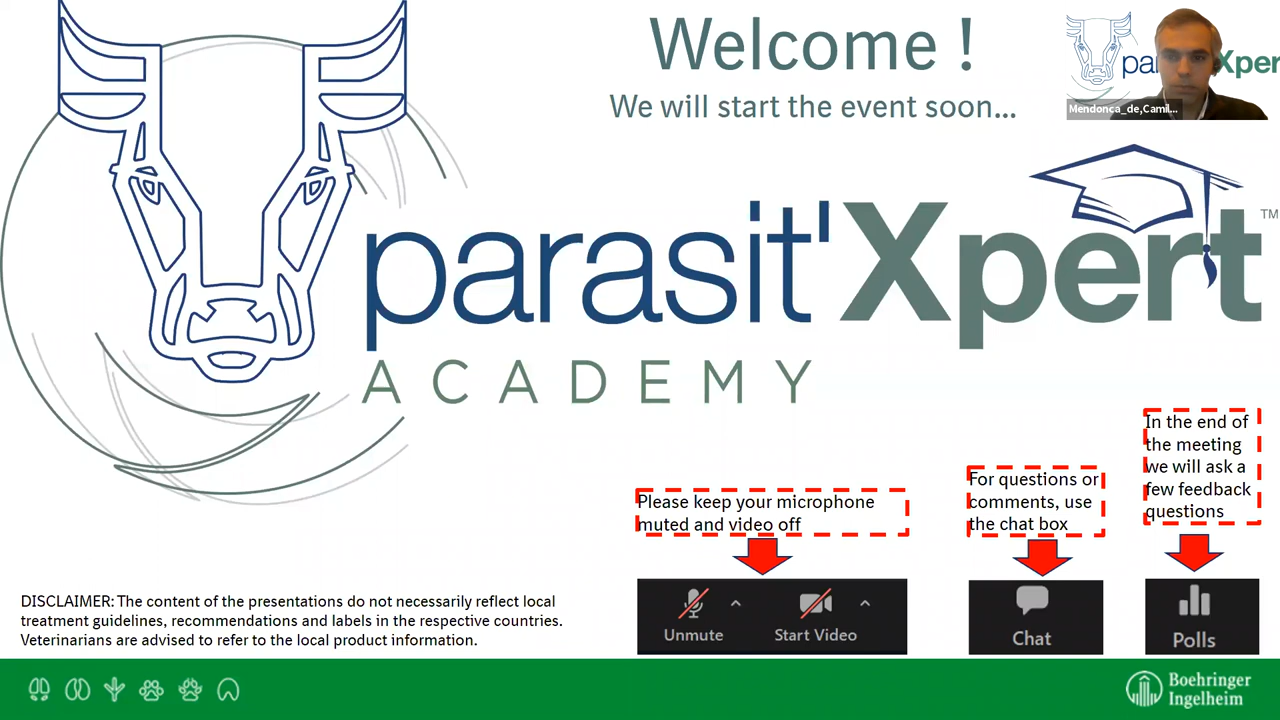 Welcome !
We will start the event soon...
Mendonca_de,Camil...
parasit'Xpert™
ACADEMY
Please keep your microphone
muted and video off
For questions or
comments, use
the chat box
In the end of
the meeting
we will ask a
few feedback
questions
Unmute
Start Video
Chat
Polls
DISCLAIMER: The content of the presentations do not necessarily reflect local
treatment guidelines, recommendations and labels in the respective countries.
Veterinarians are advised to refer to the local product information.
Boehringer
Ingelheim